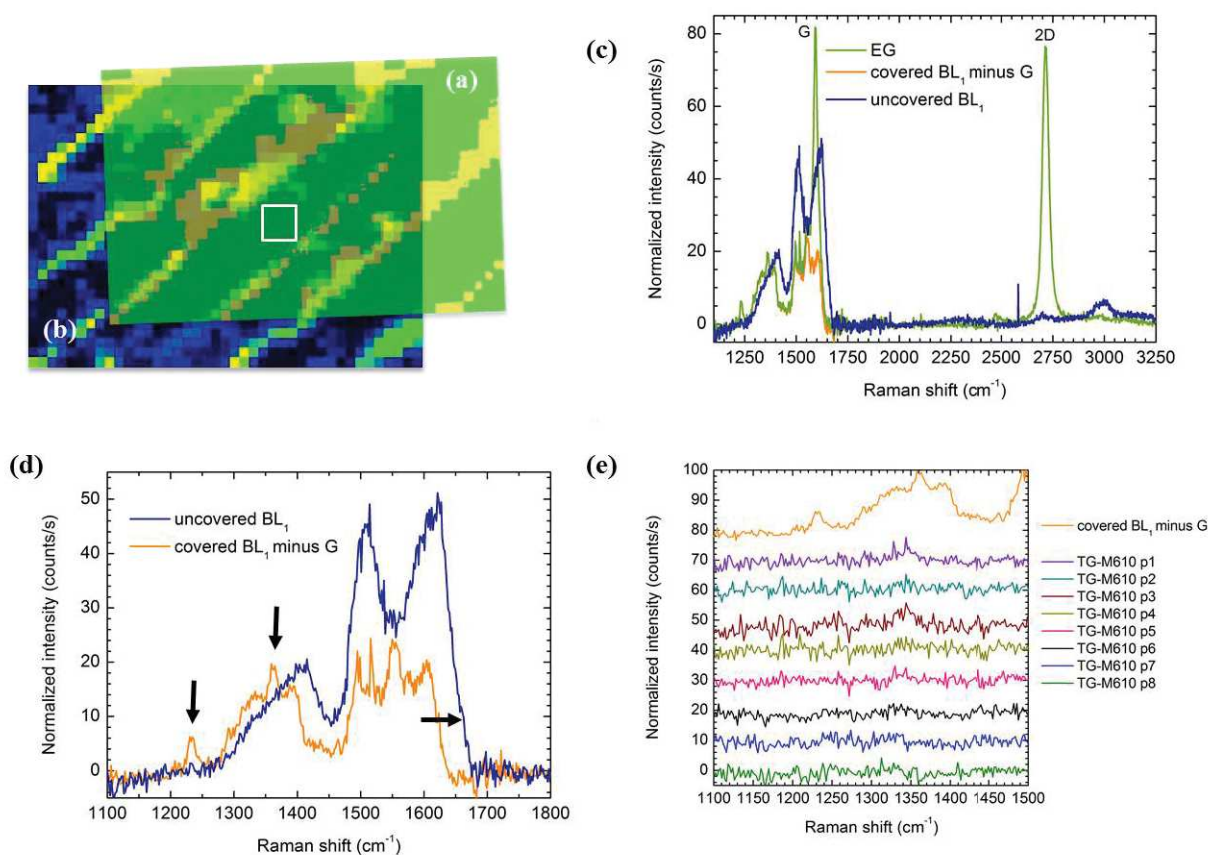 (a)
(b)
(c)
G
2D
EG
covered BL₁ minus G
uncovered BL₁
Normalized intensity (counts/s)
80
60
40
20
0
1250 1500 1750 2000 2250 2500 2750 3000 3250
Raman shift (cm⁻¹)
(d)
uncovered BL₁
covered BL₁ minus G
Normalized intensity (counts/s)
50
40
30
20
10
0
1100 1200 1300 1400 1500 1600 1700 1800
Raman shift (cm⁻¹)
(e)
Normalized intensity (counts/s)
100
90
80
70
60
50
40
30
20
10
0
1100 1150 1200 1250 1300 1350 1400 1450 1500
Raman shift (cm⁻¹)
covered BL₁ minus G
TG-M610 p1
TG-M610 p2
TG-M610 p3
TG-M610 p4
TG-M610 p5
TG-M610 p6
TG-M610 p7
TG-M610 p8